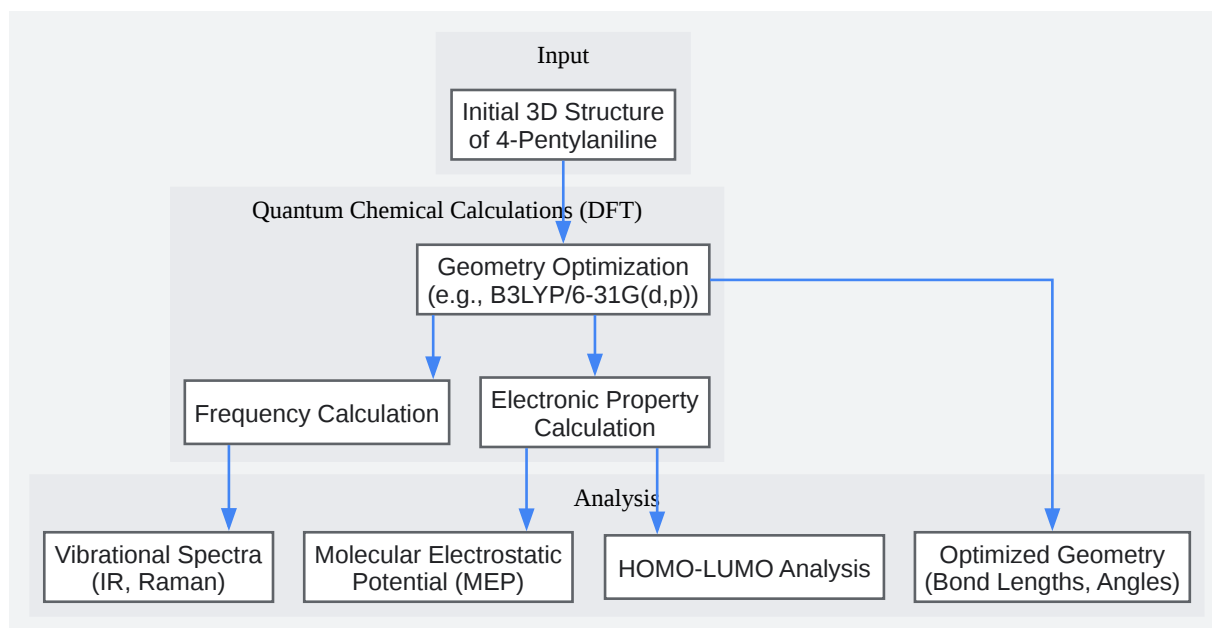 Input
Initial 3D Structure
of 4-Pentylaniline
Quantum Chemical Calculations (DFT)
Geometry Optimization
(e.g., B3LYP/6-31G(d,p))
Frequency Calculation
Electronic Property
Calculation
Analysis
Vibrational Spectra
(IR, Raman)
Molecular Electrostatic
Potential (MEP)
HOMO-LUMO Analysis
Optimized Geometry
(Bond Lengths, Angles)